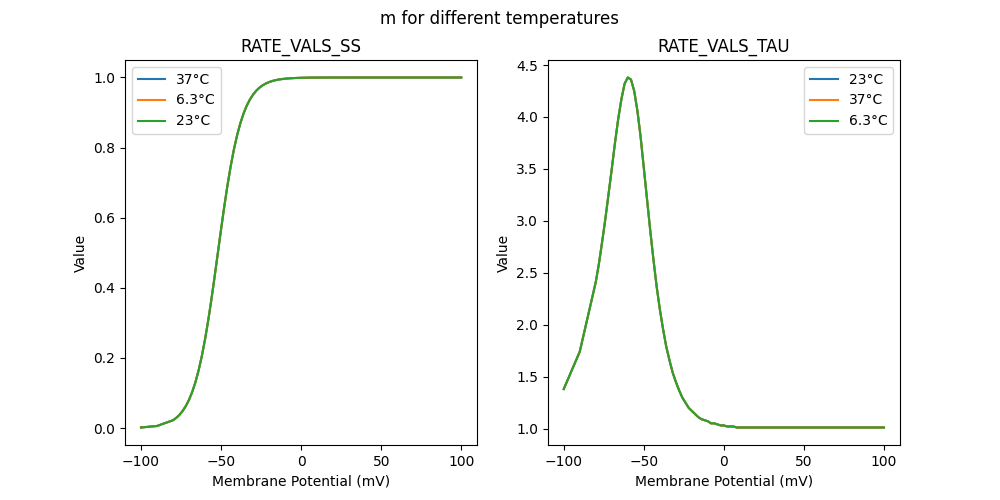 m for different temperatures
RATE_VALS_SS
1.0
0.8
0.6
0.4
0.2
0.0
Value
37°C
6.3°C
23°C
−100
−50
0
50
100
Membrane Potential (mV)
RATE_VALS_TAU
4.5
4.0
3.5
3.0
2.5
2.0
1.5
1.0
Value
23°C
37°C
6.3°C
−100
−50
0
50
100
Membrane Potential (mV)